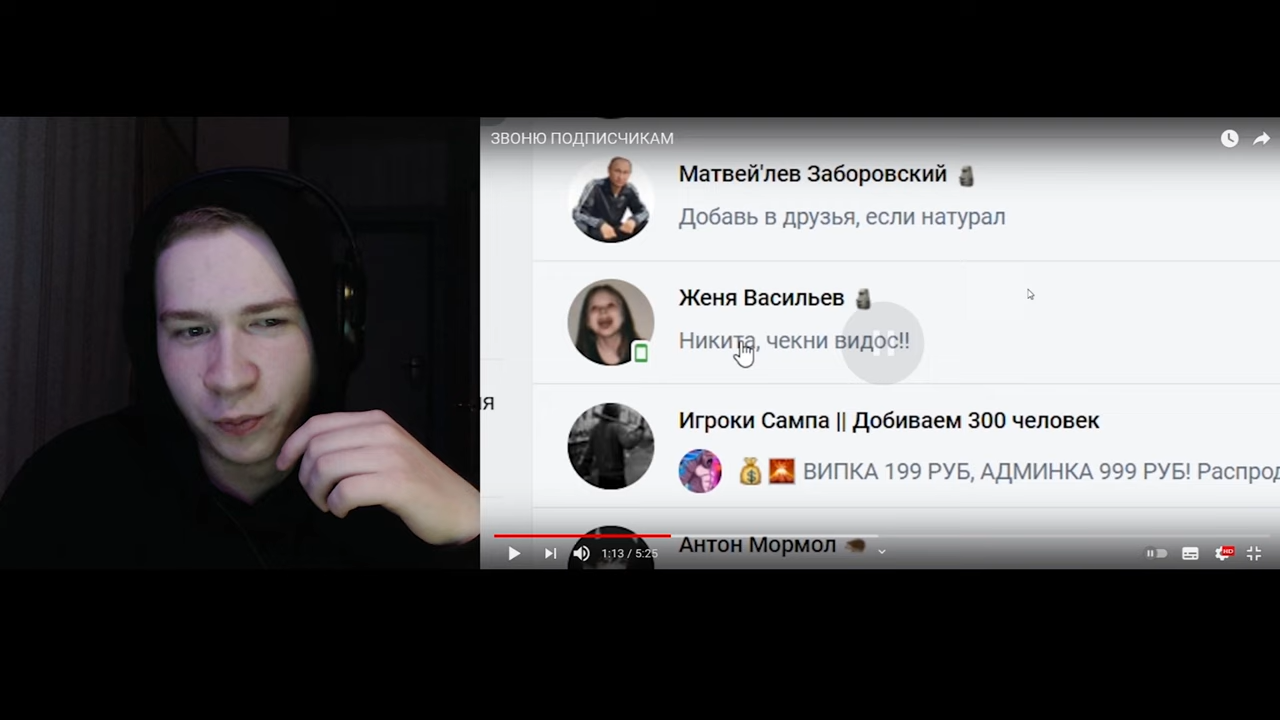 ЗВОНЮ ПОДПИСЧИКАМ
Матвей'лев Заборовский
Добавь в друзья, если натурал
Женя Васильев
Никита, чекни видос!!
я
Игроки Сампа || Добиваем 300 человек
ВИПКА 199 РУБ, АДМИНКА 999 РУБ! Распрод
Антон Мормол
1:13 / 5:25
HD